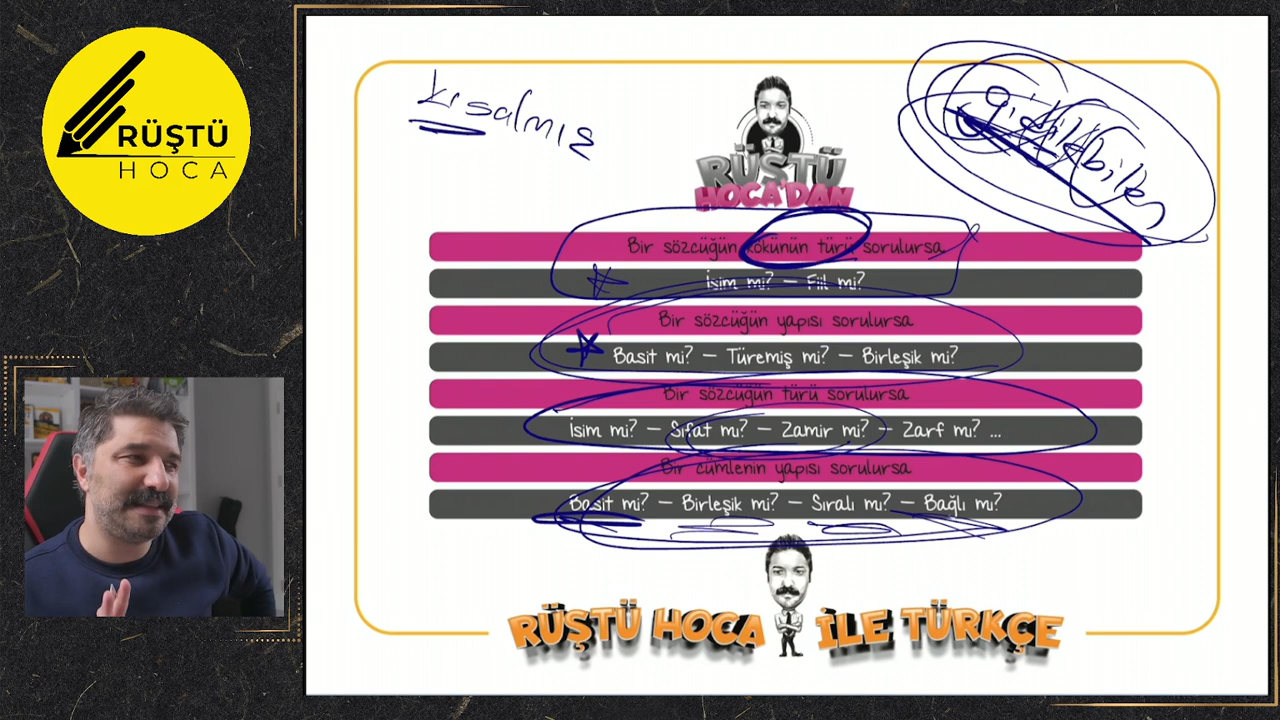 RÜŞTÜ
HOCA
kısalmış
RÜŞTÜ
HOCA'DAN
Bir sözcüğün kökünün türü sorulursa
İsim mi? – Fiil mi?
Bir sözcüğün yapısı sorulursa
Basit mi? – Türemiş mi? – Birleşik mi?
Bir sözcüğün türü sorulursa
İsim mi? – Sıfat mı? – Zamir mi? – Zarf mı? ...
Bir cümlenin yapısı sorulursa
Basit mi? – Birleşik mi? – Sıralı mı? – Bağlı mı?
RÜŞTÜ HOCA İLE TÜRKÇE